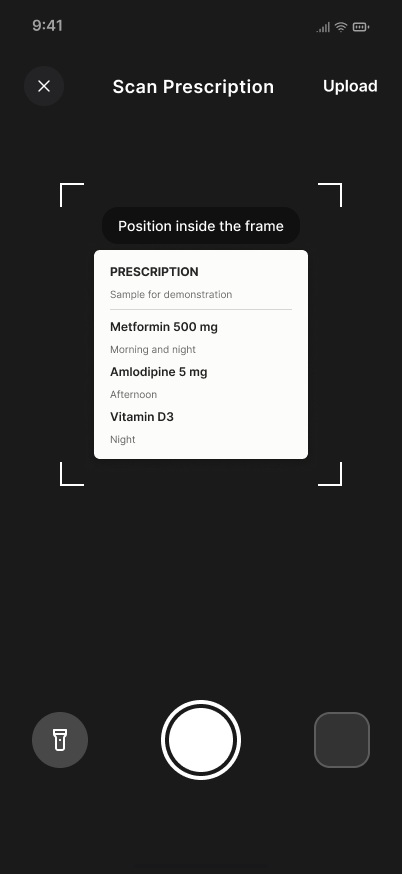 9:41
Scan Prescription
Upload
Position inside the frame
PRESCRIPTION
Sample for demonstration
Metformin 500 mg
Morning and night
Amlodipine 5 mg
Afternoon
Vitamin D3
Night